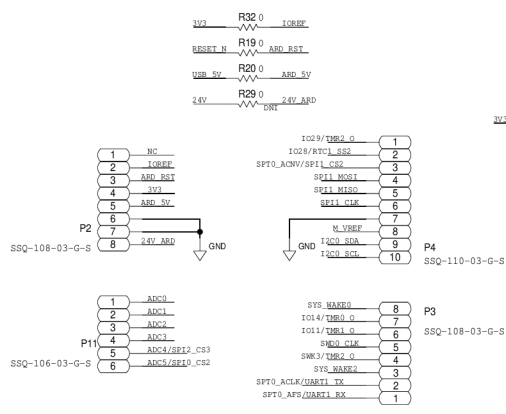 3V3 R32 0 IOREF
RESET_N R19 0 ARD_RST
USB_5V R20 0 ARD_5V
24V R29 0 24V_ARD
DNI
3V3
1 NC
2 IOREF
3 ARD_RST
4 3V3
5 ARD_5V
6
7
8 24V_ARD
P2
SSQ-108-03-G-S
GND
IO29/TMR2_O 1
IO28/RTC1_SS2 2
SPT0_ACNV/SPI1_CS2 3
SPI1_MOSI 4
SPI1_MISO 5
SPI1_CLK 6
7
M_VREF 8
I2C0_SDA 9
I2C0_SCL 10
GND
P4
SSQ-110-03-G-S
1 ADC0
2 ADC1
3 ADC2
4 ADC3
5 ADC4/SPI2_CS3
6 ADC5/SPI0_CS2
P11
SSQ-106-03-G-S
SYS_WAKE0 8
IO14/TMR0_O 7
IO11/TMR1_O 6
SWD0_CLK 5
SWK3/TMR2_O 4
SYS_WAKE2 3
SPT0_ACLK/UART1_TX 2
SPT0_AFS/UART1_RX 1
P3
SSQ-108-03-G-S